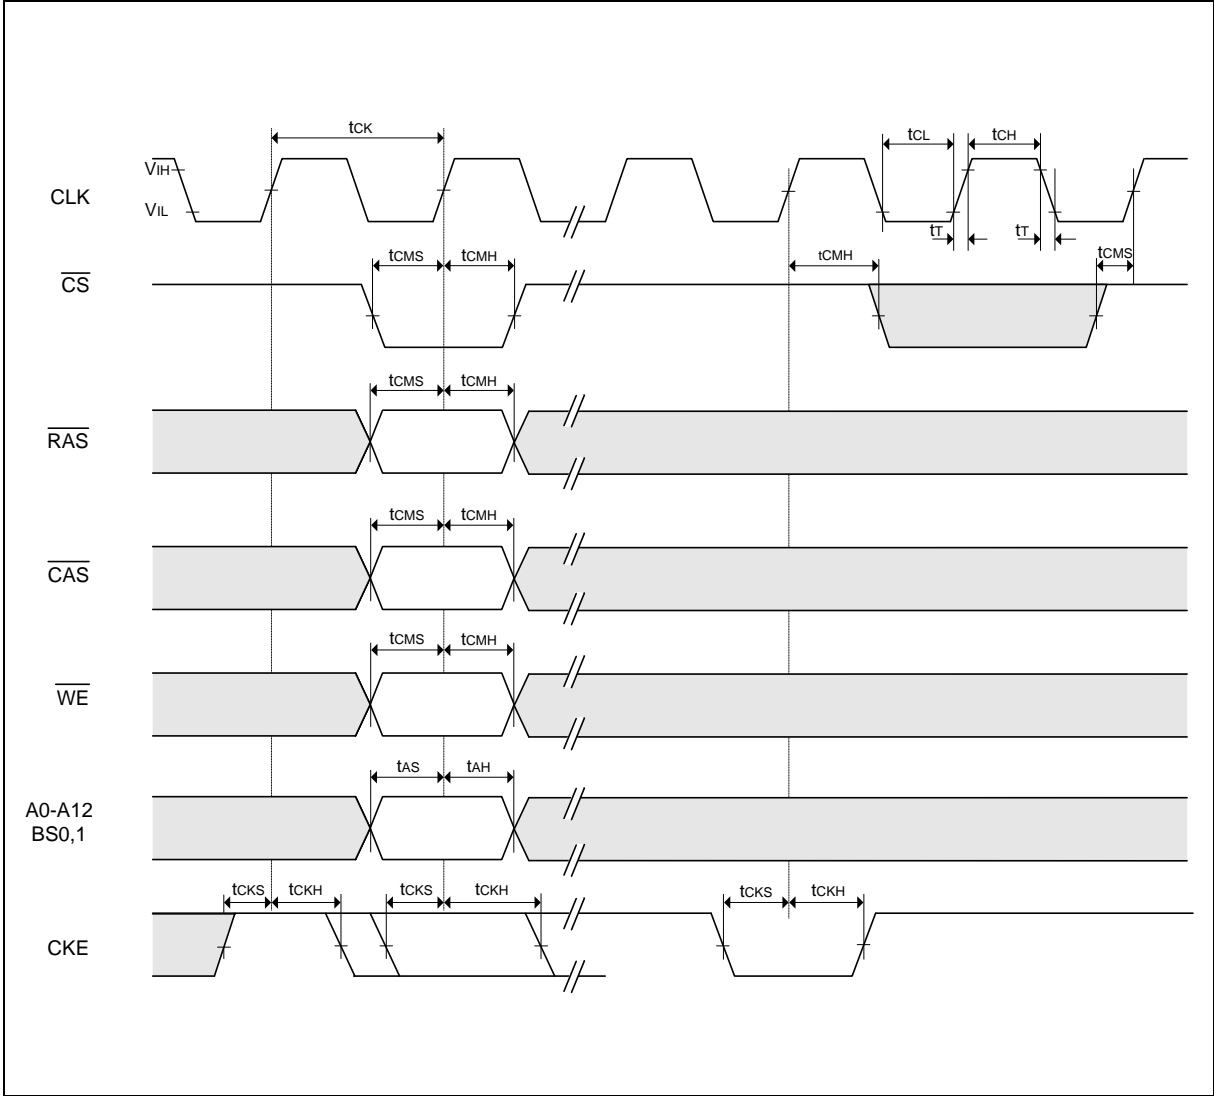 tCK
tCL
tCH
VIH
CLK
VIL
tT
tT
tCMS
tCMH
tCMH
tCMS
CS
tCMS
tCMH
RAS
tCMS
tCMH
CAS
tCMS
tCMH
WE
tAS
tAH
A0-A12
BS0,1
tCKS
tCKH
tCKS
tCKH
tCKS
tCKH
CKE